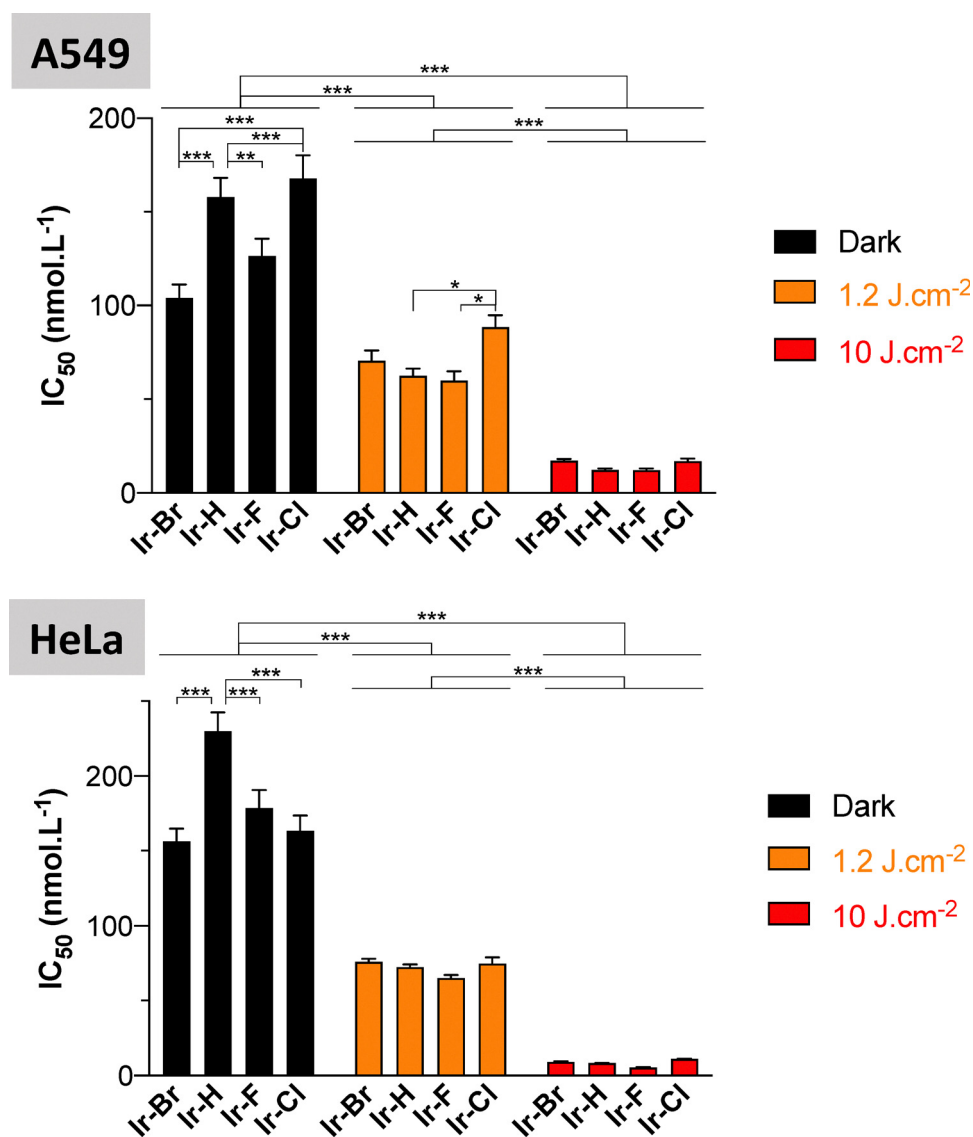 A549
***
***
***
***
***
***
**
*
*
200
100
0
IC₅₀ (nmol.L⁻¹)
Ir-Br
Ir-H
Ir-F
Ir-Cl
Ir-Br
Ir-H
Ir-F
Ir-Cl
Ir-Br
Ir-H
Ir-F
Ir-Cl
Dark
1.2 J.cm⁻²
10 J.cm⁻²
HeLa
***
***
***
***
***
***
200
100
0
IC₅₀ (nmol.L⁻¹)
Ir-Br
Ir-H
Ir-F
Ir-Cl
Ir-Br
Ir-H
Ir-F
Ir-Cl
Ir-Br
Ir-H
Ir-F
Ir-Cl
Dark
1.2 J.cm⁻²
10 J.cm⁻²